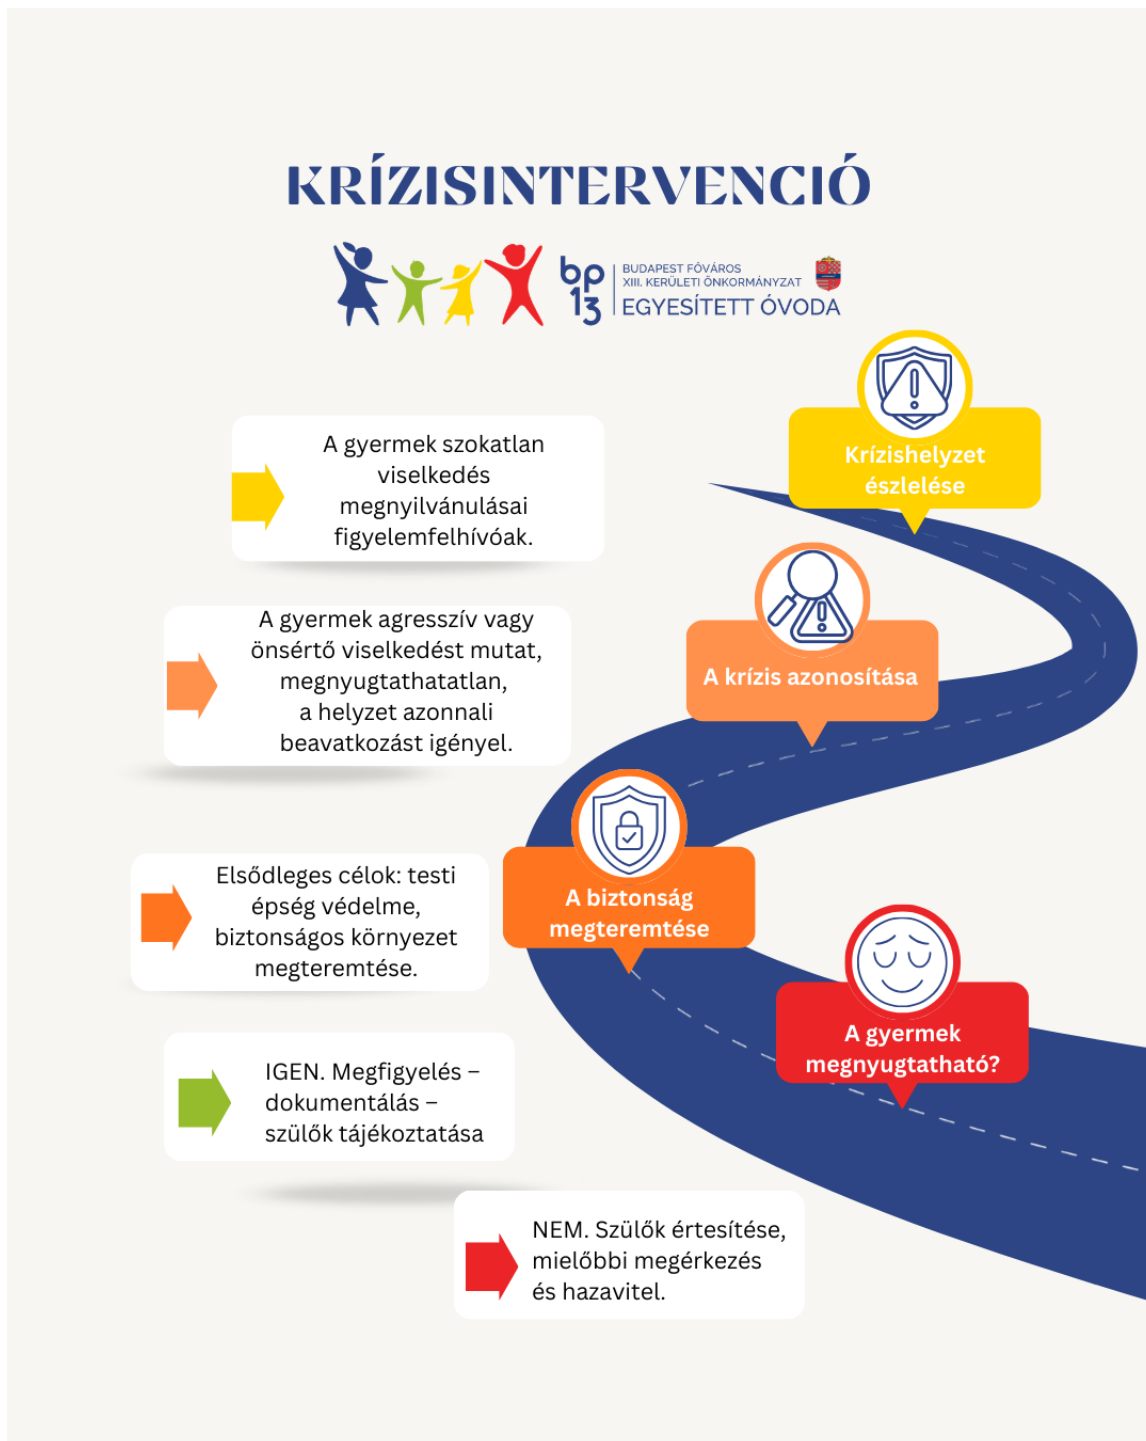 KRÍZISINTERVENCIÓ
bp
13
BUDAPEST FŐVÁROS
XIII. KERÜLETI ÖNKORMÁNYZAT
EGYESÍTETT ÓVODA
Krízishelyzet
észlelése
A gyermek szokatlan
viselkedés
megnyilvánulásai
figyelemfelhívóak.
A krízis azonosítása
A gyermek agresszív vagy
önsértő viselkedést mutat,
megnyugtathatatlan,
a helyzet azonnali
beavatkozást igényel.
A biztonság
megteremtése
Elsődleges célok: testi
épség védelme,
biztonságos környezet
megteremtése.
A gyermek
megnyugtatható?
IGEN. Megfigyelés –
dokumentálás –
szülők tájékoztatása
NEM. Szülők értesítése,
mielőbbi megérkezés
és hazavitel.